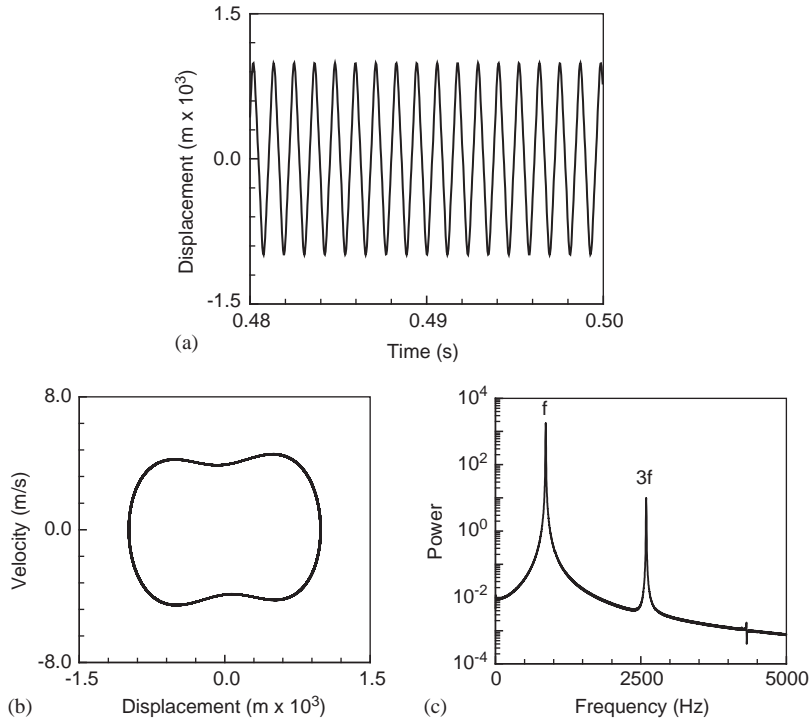 1.5
Displacement (m x 10³)
0.0
-1.5
0.48
0.49
0.50
(a)
Time (s)
8.0
Velocity (m/s)
0.0
-8.0
-1.5
0.0
1.5
(b)
Displacement (m x 10³)
10⁴
f
10²
3f
Power
10⁰
10⁻²
10⁻⁴
0
2500
5000
(c)
Frequency (Hz)